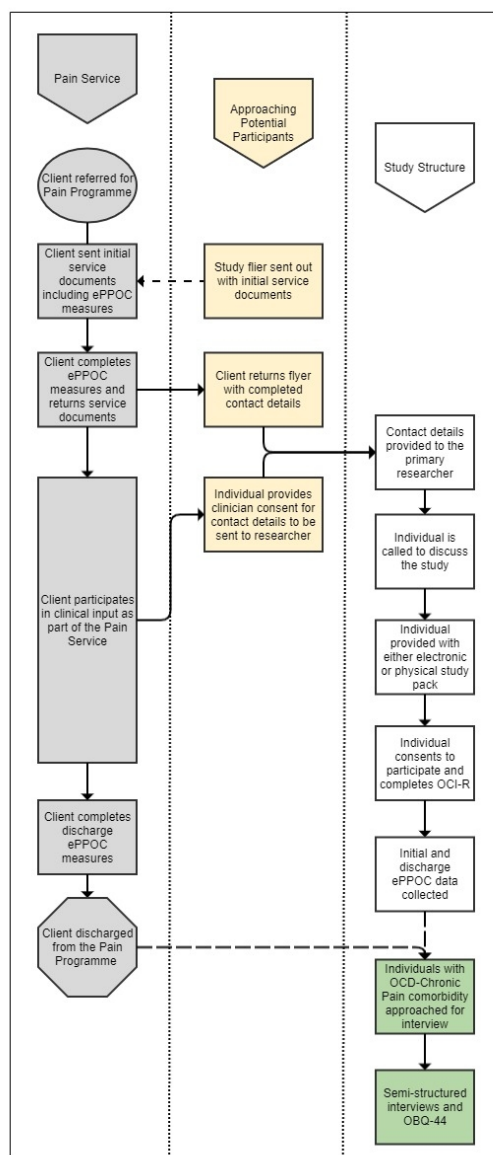 Pain Service
Approaching
Potential
Participants
Study Structure
Client referred for
Pain Programme
Client sent initial
service
documents
including ePPOC
measures
Study flier sent out
with initial service
documents
Client completes
ePPOC
measures and
returns service
documents
Client returns flyer
with completed
contact details
Contact details
provided to the
primary
researcher
Individual provides
clinician consent for
contact details to be
sent to researcher
Individual is
called to discuss
the study
Client participates
in clinical input as
part of the Pain
Service
Individual
provided with
either electronic
or physical study
pack
Individual
consents to
participate and
completes OCI-R
Client completes
discharge
ePPOC
measures
Initial and
discharge
ePPOC data
collected
Client discharged
from the Pain
Programme
Individuals with
OCD-Chronic
Pain comorbidity
approached for
interview
Semi-structured
interviews and
OBQ-44